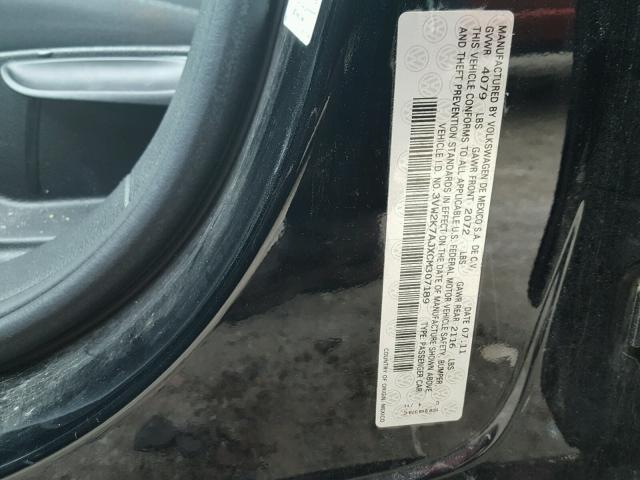 MANUFACTURED BY VOLKSWAGEN DE MEXICO S.A. DE C.V. DATE 07.11
GVWR 4079 LBS GAWR FRONT 2072 LBS GAWR REAR 2116 LBS
THIS VEHICLE CONFORMS TO ALL APPLICABLE U.S. FEDERAL MOTOR VEHICLE SAFETY, BUMPER
AND THEFT PREVENTION STANDARDS IN EFFECT ON THE DATE OF MANUFACTURE SHOWN ABOVE.
VEHICLE I.D. NO. 3VW2K7AJXCM307189 TYPE: PASSENGER CAR
COUNTRY OF ORIGIN: MEXICO